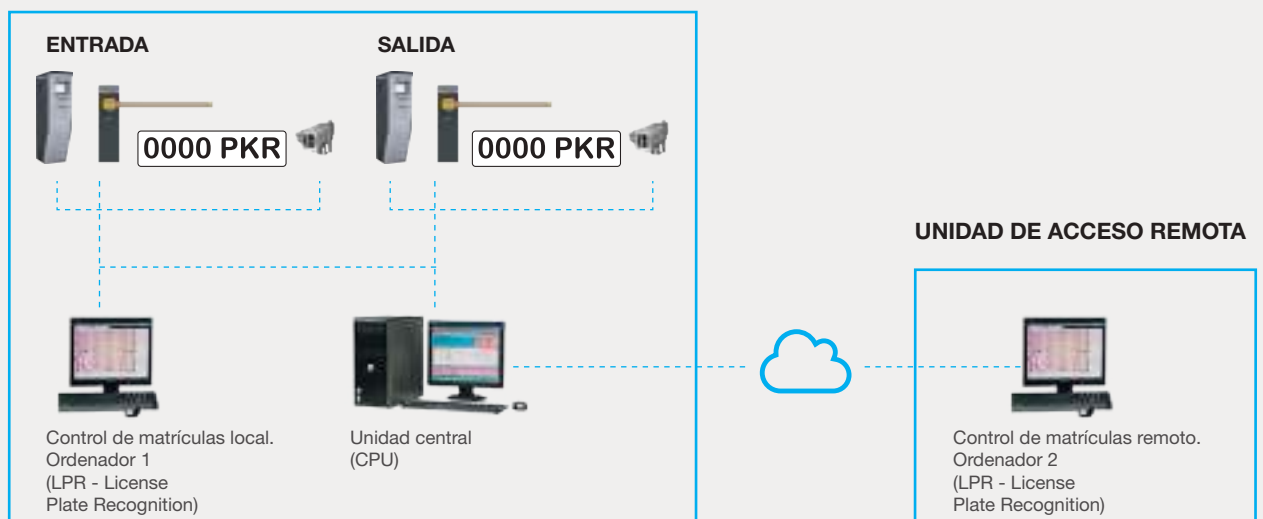 ENTRADA
SALIDA
0000 PKR
0000 PKR
UNIDAD DE ACCESO REMOTA
Control de matrículas local.
Ordenador 1
(LPR - License
Plate Recognition)
Unidad central
(CPU)
Control de matrículas remoto.
Ordenador 2
(LPR - License
Plate Recognition)